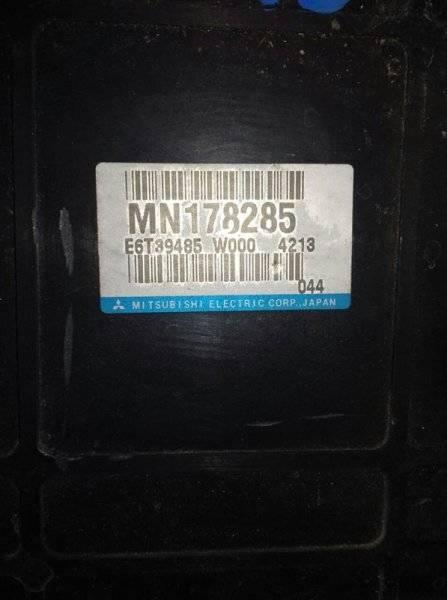 MN178285
E6T39485 W000 4213
044
MITSUBISHI ELECTRIC CORP., JAPAN